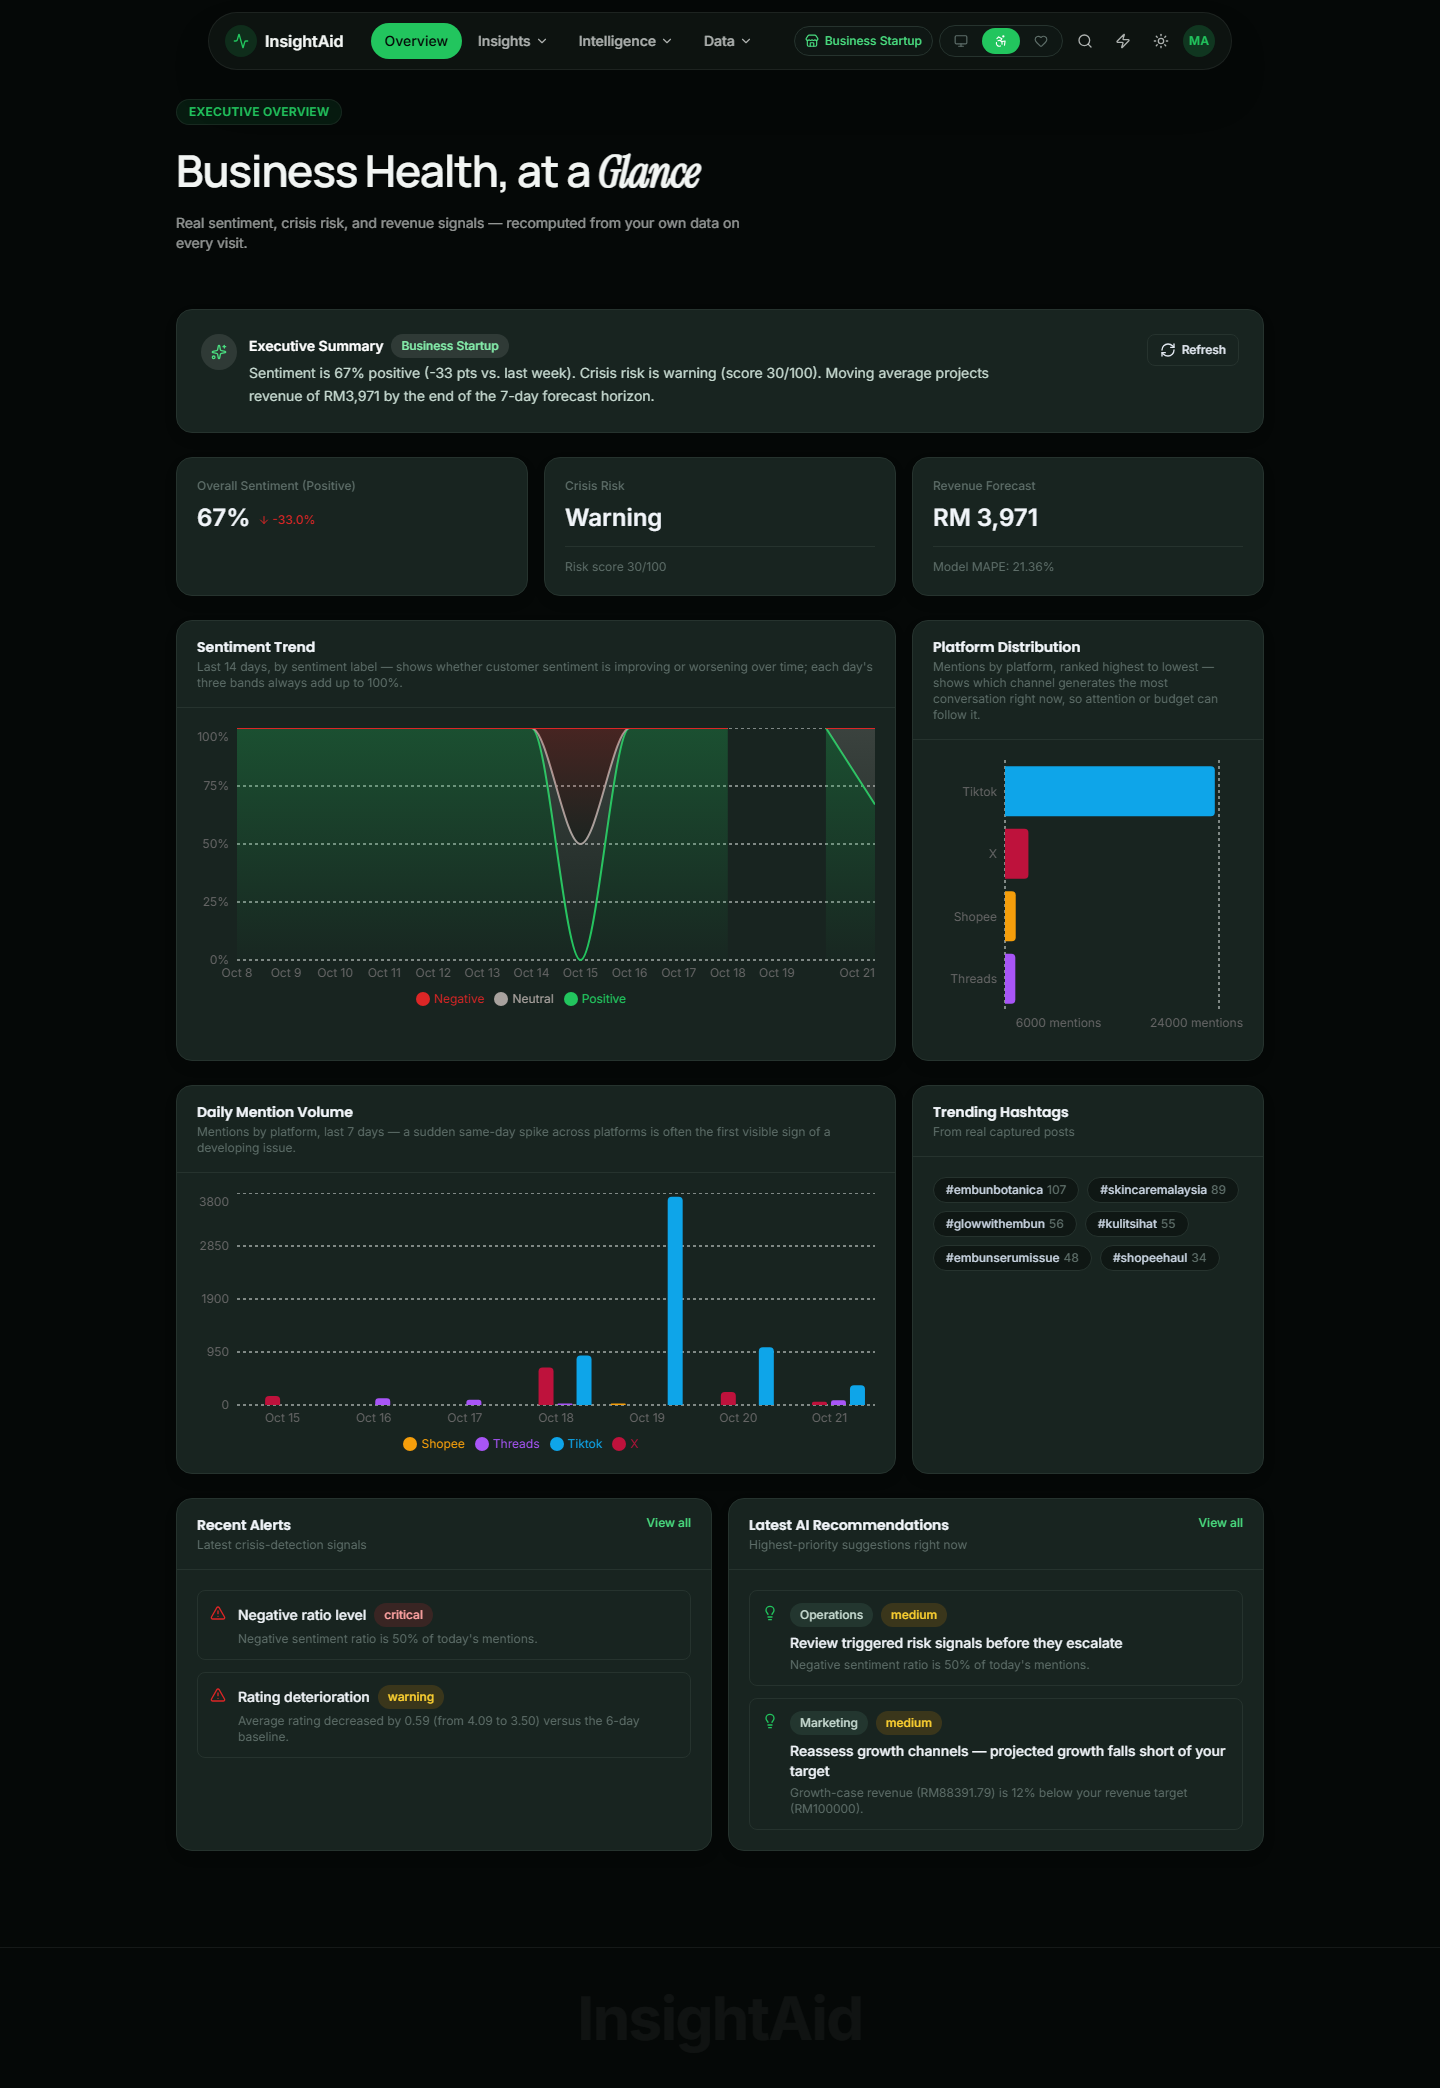 InsightAid
Overview
Insights
Intelligence
Data
Business Startup
MA
EXECUTIVE OVERVIEW
Business Health, at a Glance
Real sentiment, crisis risk, and revenue signals — recomputed from your own data on
every visit.
Executive Summary
Business Startup
Refresh
Sentiment is 67% positive (-33 pts vs. last week). Crisis risk is warning (score 30/100). Moving average projects
revenue of RM3,971 by the end of the 7-day forecast horizon.
Overall Sentiment (Positive)
67% ↓ -33.0%
Crisis Risk
Warning
Risk score 30/100
Revenue Forecast
RM 3,971
Model MAPE: 21.36%
Sentiment Trend
Last 14 days, by sentiment label — shows whether customer sentiment is improving or worsening over time; each day's
three bands always add up to 100%.
100%
75%
50%
25%
0%
Oct 8 Oct 9 Oct 10 Oct 11 Oct 12 Oct 13 Oct 14 Oct 15 Oct 16 Oct 17 Oct 18 Oct 19 Oct 21
Negative Neutral Positive
Platform Distribution
Mentions by platform, ranked highest to lowest —
shows which channel generates the most
conversation right now, so attention or budget can
follow it.
Tiktok
X
Shopee
Threads
6000 mentions 24000 mentions
Daily Mention Volume
Mentions by platform, last 7 days — a sudden same-day spike across platforms is often the first visible sign of a
developing issue.
3800
2850
1900
950
0
Oct 15 Oct 16 Oct 17 Oct 18 Oct 19 Oct 20 Oct 21
Shopee Threads Tiktok X
Trending Hashtags
From real captured posts
#embunbotanica 107 #skincaremalaysia 89
#glowwithembun 56 #kulitsihat 55
#embunserumissue 48 #shopeehaul 34
Recent Alerts
View all
Latest crisis-detection signals
Negative ratio level critical
Negative sentiment ratio is 50% of today's mentions.
Rating deterioration warning
Average rating decreased by 0.59 (from 4.09 to 3.50) versus the 6-day
baseline.
Latest AI Recommendations
View all
Highest-priority suggestions right now
Operations medium
Review triggered risk signals before they escalate
Negative sentiment ratio is 50% of today's mentions.
Marketing medium
Reassess growth channels — projected growth falls short of your
target
Growth-case revenue (RM88391.79) is 12% below your revenue target
(RM100000).
InsightAid